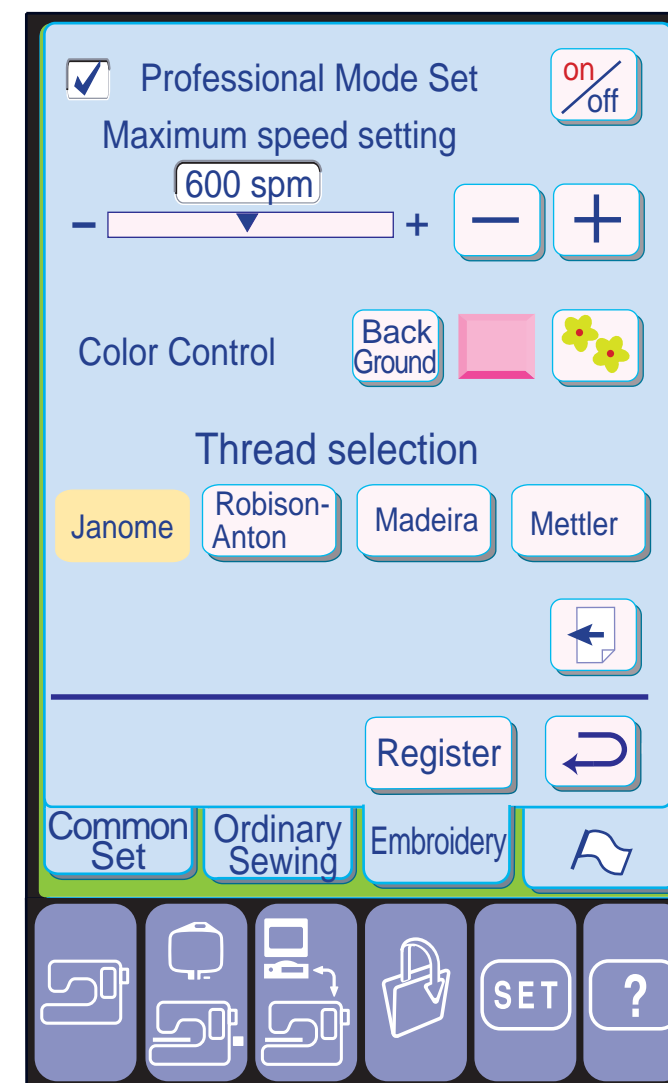 Professional Mode Set
on/off
Maximum speed setting
600 spm
- +
- +
Color Control
Back
Ground
Thread selection
Janome
Robison-
Anton
Madeira
Mettler
Register
Common
Set
Ordinary
Sewing
Embroidery
SET
?